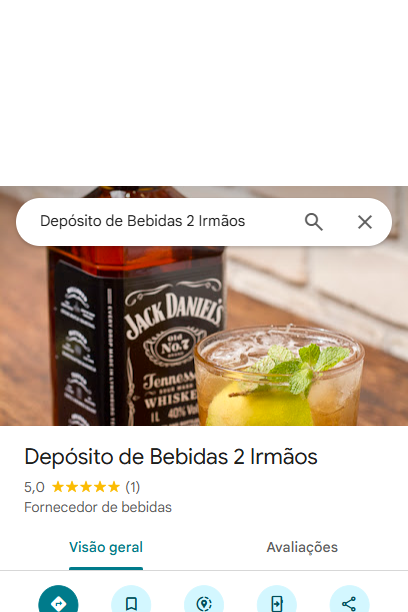 Depósito de Bebidas 2 Irmãos
JACK DANIEL'S
Old
No.7
Tennessee
WHISKEY
1L 40% Vol
Depósito de Bebidas 2 Irmãos
5,0 ★★★★★ (1)
Fornecedor de bebidas
Visão geral
Avaliações